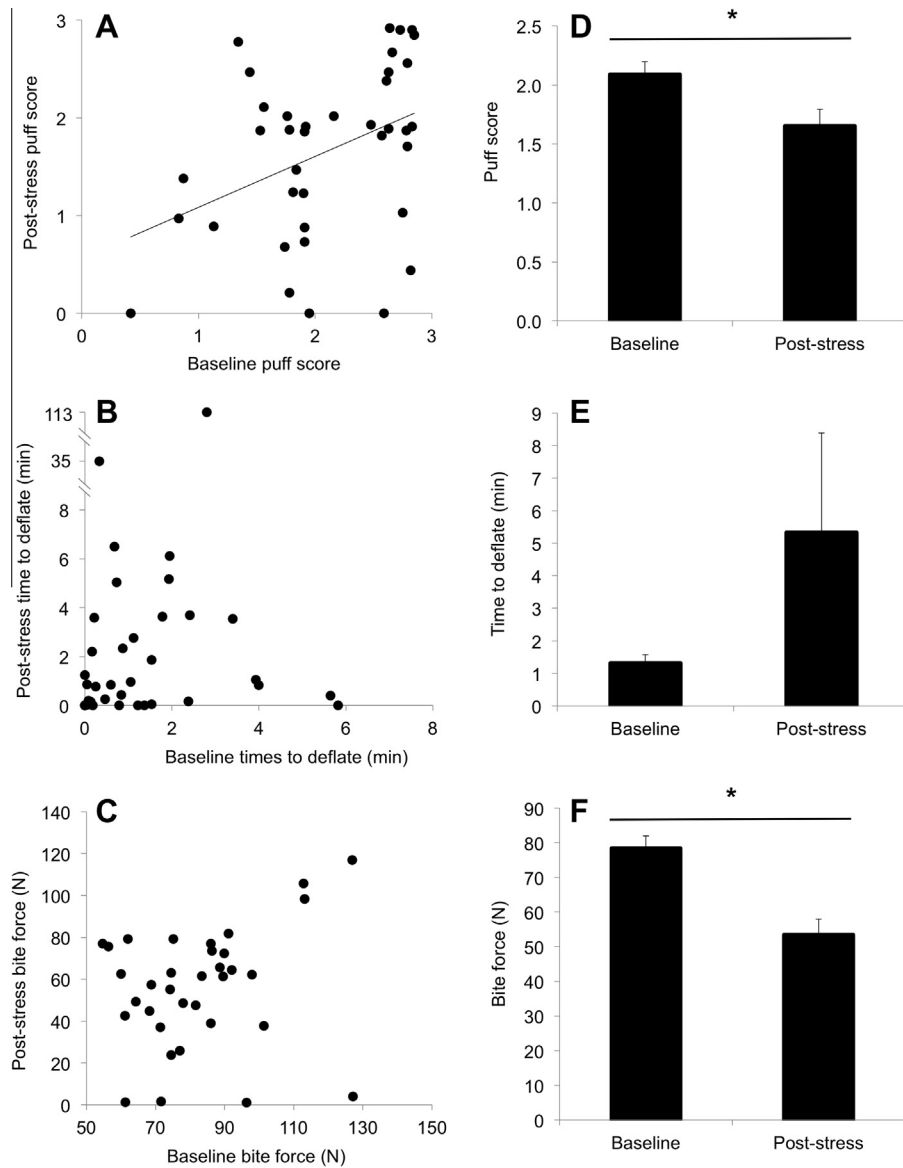 A
Post-stress puff score
3
2
1
0
0 1 2 3
Baseline puff score
D
*
Puff score
2.5
2.0
1.5
1.0
0.5
0.0
Baseline Post-stress
B
Post-stress time to deflate (min)
113
35
8
6
4
2
0
0 2 4 6 8
Baseline times to deflate (min)
E
Time to deflate (min)
9
8
7
6
5
4
3
2
1
0
Baseline Post-stress
C
Post-stress bite force (N)
140
120
100
80
60
40
20
0
50 70 90 110 130 150
Baseline bite force (N)
F
*
Bite force (N)
90
80
70
60
50
40
30
20
10
0
Baseline Post-stress